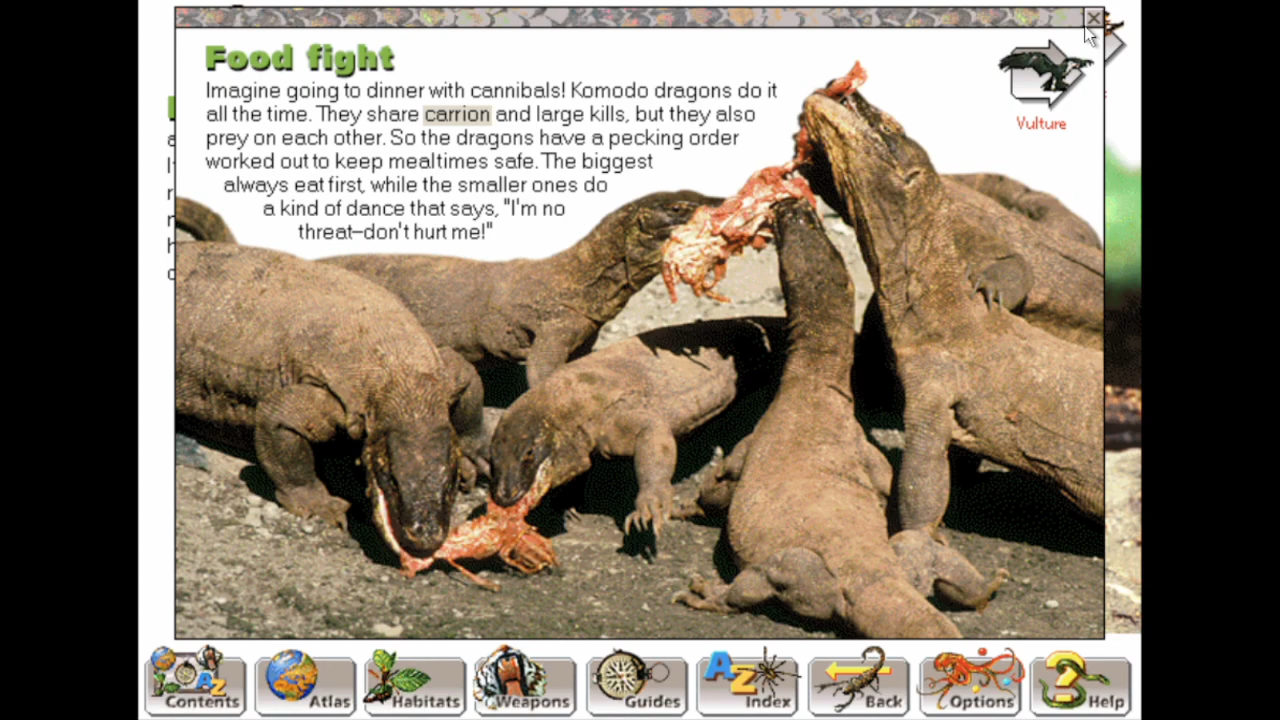 Food fight
Imagine going to dinner with cannibals! Komodo dragons do it
all the time. They share carrion and large kills, but they also
prey on each other. So the dragons have a pecking order
worked out to keep mealtimes safe. The biggest
always eat first, while the smaller ones do
a kind of dance that says, "I'm no
threat–don't hurt me!"
Vulture
Contents
Atlas
Habitats
Weapons
Guides
Index
Back
Options
Help